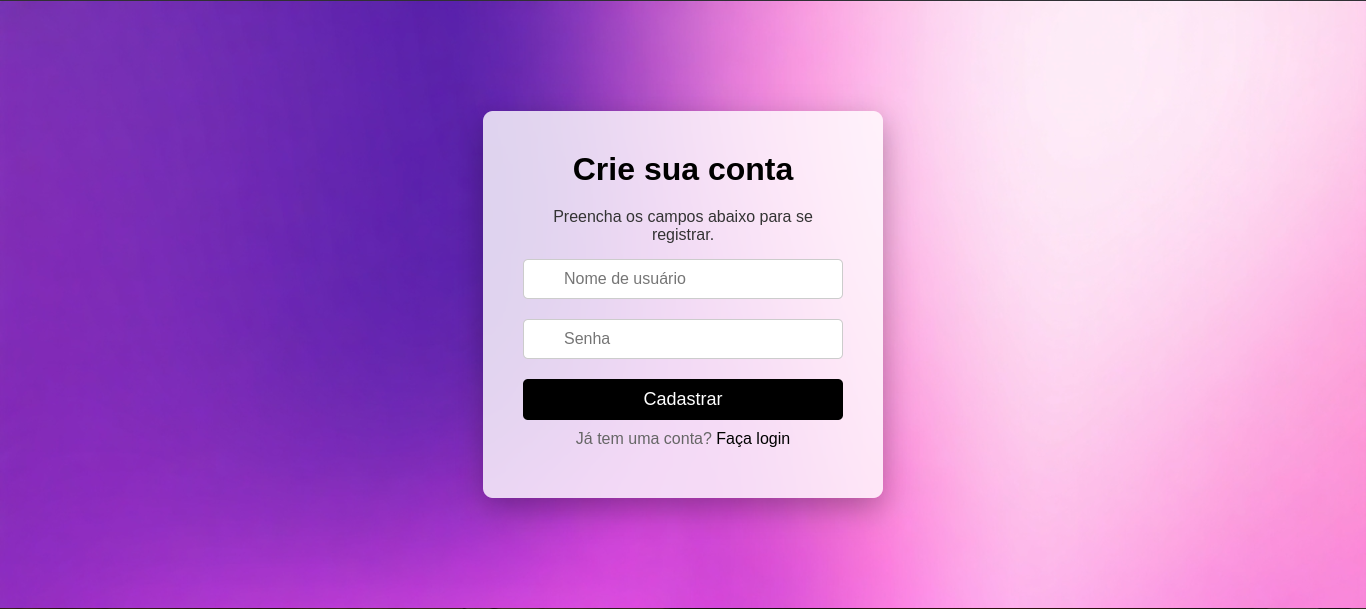 Crie sua conta
Preencha os campos abaixo para se
registrar.
Nome de usuário
Senha
Cadastrar
Já tem uma conta? Faça login